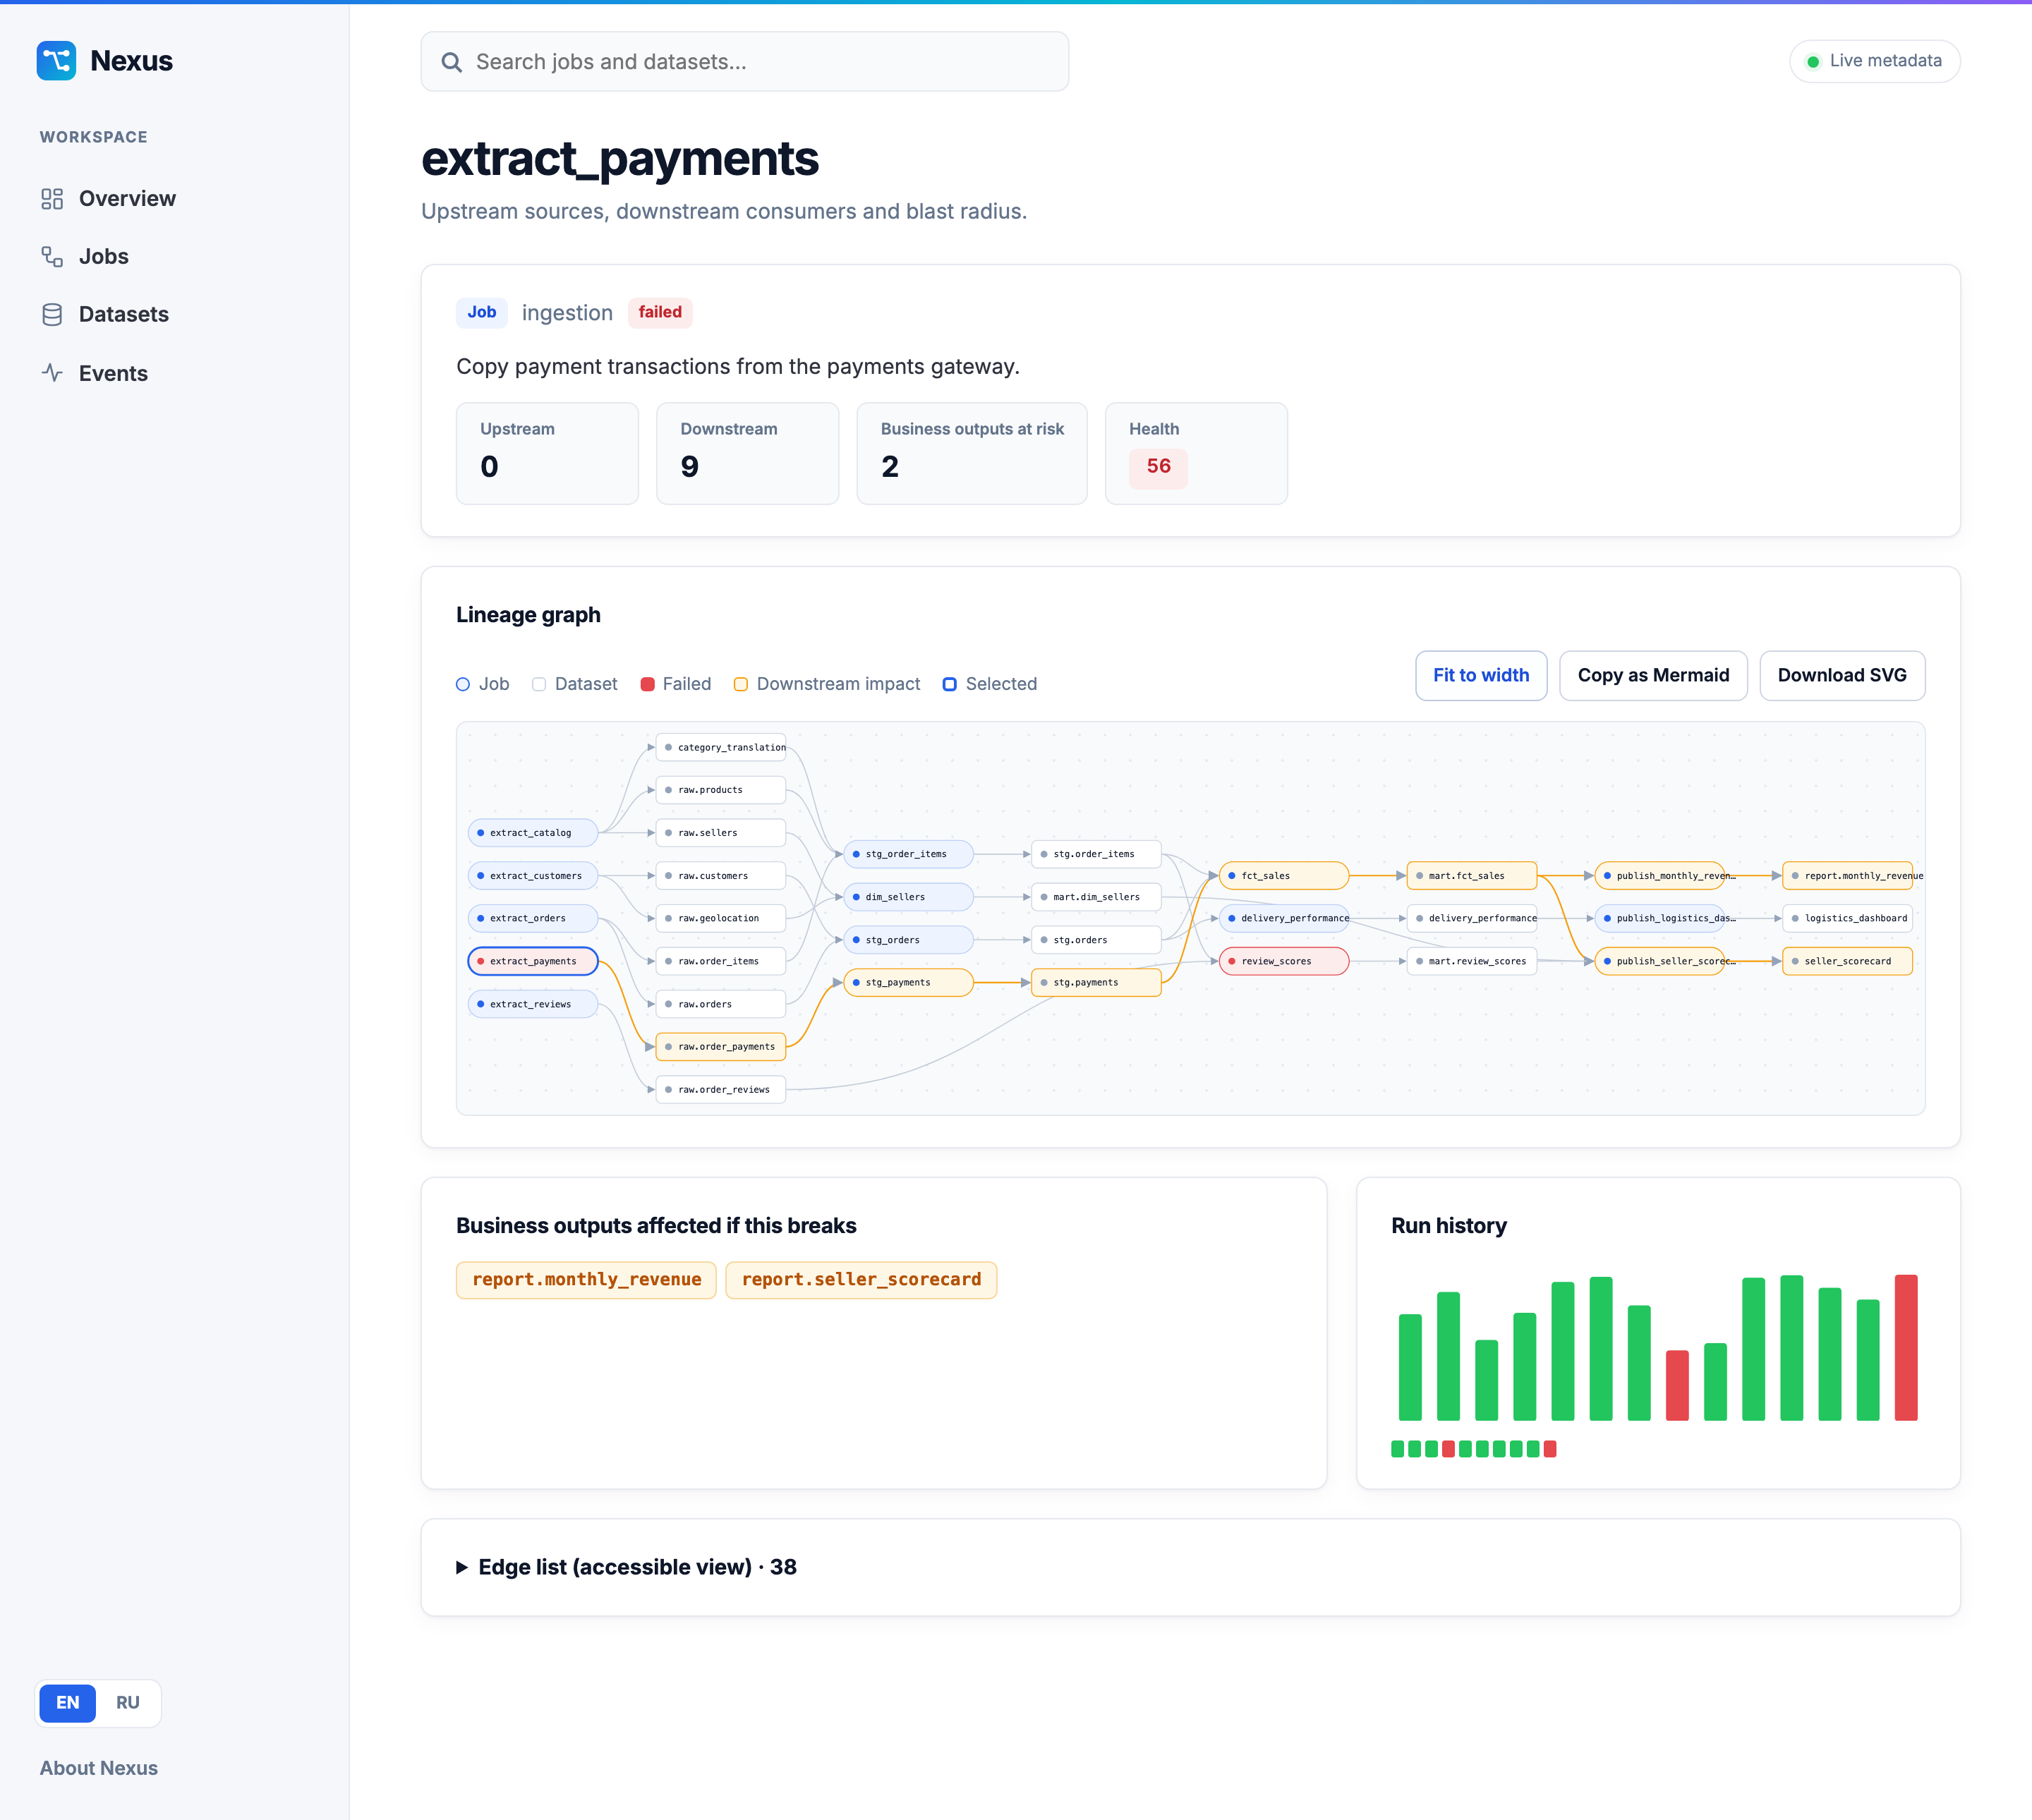 Nexus
Search jobs and datasets...
Live metadata
WORKSPACE
Overview
Jobs
Datasets
Events
extract_payments
Upstream sources, downstream consumers and blast radius.
Job ingestion failed
Copy payment transactions from the payments gateway.
Upstream
0
Downstream
9
Business outputs at risk
2
Health
56
Lineage graph
Job Dataset Failed Downstream impact Selected
Fit to width
Copy as Mermaid
Download SVG
extract_catalog
extract_customers
extract_orders
extract_payments
extract_reviews
category_translation
raw.products
raw.sellers
raw.customers
raw.geolocation
raw.order_items
raw.orders
raw.order_payments
raw.order_reviews
stg_order_items
dim_sellers
stg_orders
stg_payments
stg.order_items
mart.dim_sellers
stg.orders
stg.payments
fct_sales
delivery_performance
review_scores
mart.fct_sales
delivery_performance
mart.review_scores
publish_monthly_reven…
publish_logistics_das…
publish_seller_scorec…
report.monthly_revenue
logistics_dashboard
seller_scorecard
Business outputs affected if this breaks
report.monthly_revenue
report.seller_scorecard
Run history
Edge list (accessible view) · 38
EN
RU
About Nexus